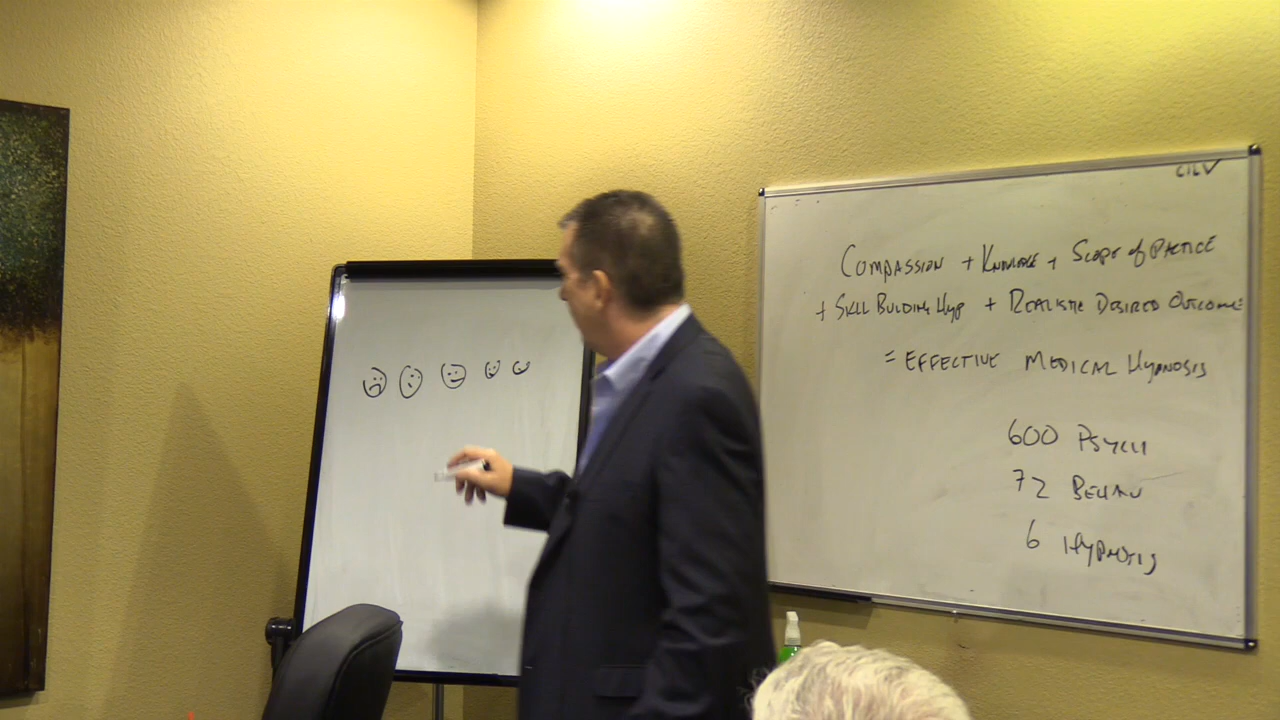 COMPASSION + KNOWLEDGE + SCOPE of PRACTICE
+ SKILL BUILDING HYP + REALISTIC DESIRED OUTCOME
= EFFECTIVE MEDICAL HYPNOSIS
600 PSYCH
72 BEHAV
6 HYPNOSIS